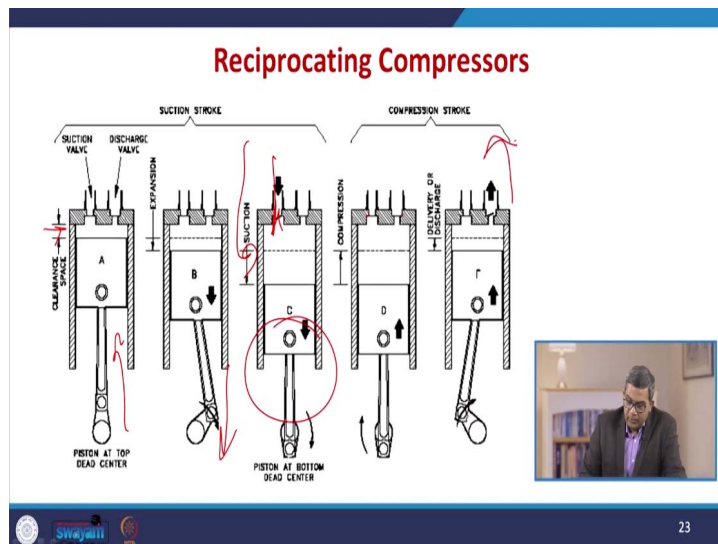 Reciprocating Compressors
SUCTION STROKE
COMPRESSION STROKE
SUCTION
VALVE
DISCHARGE
VALVE
EXPANSION
SUCTION
COMPRESSION
DELIVERY OR
DISCHARGE
CLEARANCE
SPACE
A
B
C
D
PISTON AT TOP
DEAD CENTER
PISTON AT BOTTOM
DEAD CENTER
swayam
23